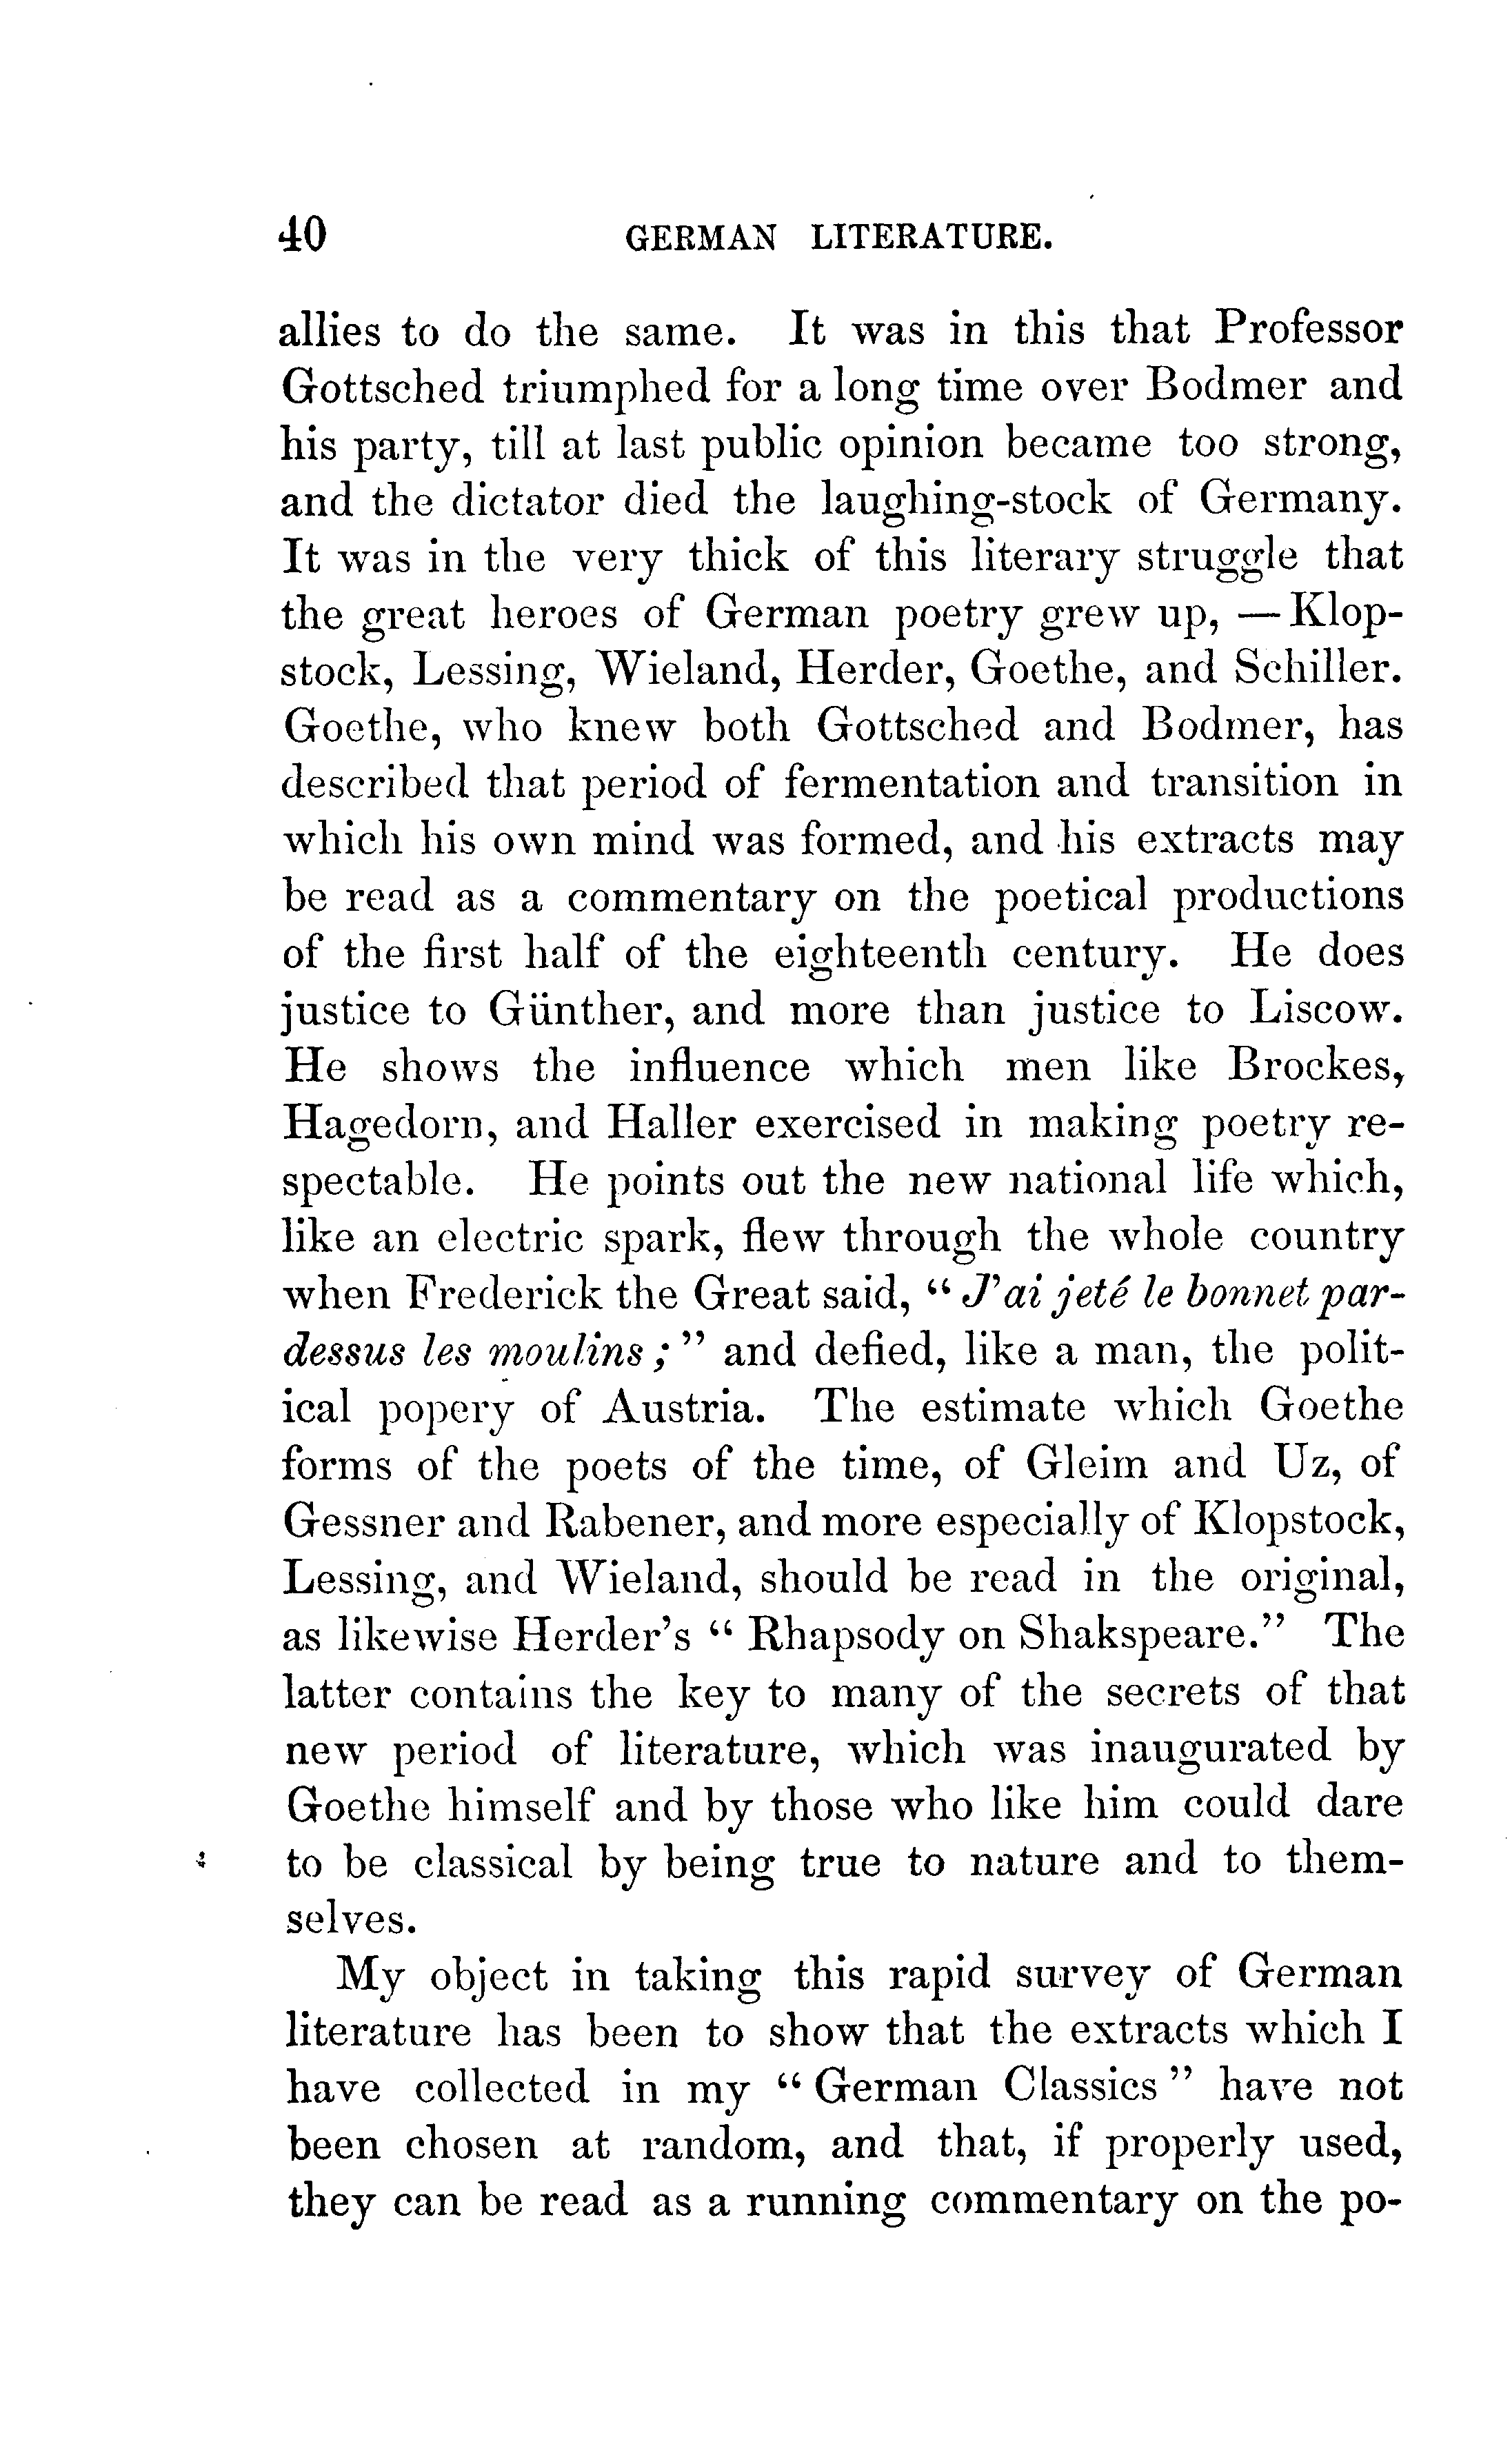 40 GERMAN LITERATURE.
allies to do the same. It was in this that Professor
Gottsched triumphed for a long time over Bodmer and
his party, till at last public opinion became too strong,
and the dictator died the laughing-stock of Germany.
It was in the very thick of this literary struggle that
the great heroes of German poetry grew up, — Klop-
stock, Lessing, Wieland, Herder, Goethe, and Schiller.
Goethe, who knew both Gottsched and Bodmer, has
described that period of fermentation and transition in
which his own mind was formed, and his extracts may
be read as a commentary on the poetical productions
of the first half of the eighteenth century. He does
justice to Günther, and more than justice to Liscow.
He shows the influence which men like Brockes,
Hagedorn, and Haller exercised in making poetry re-
spectable. He points out the new national life which,
like an electric spark, flew through the whole country
when Frederick the Great said, “ J’ai jeté le bonnet par-
dessus les moulins ; ” and defied, like a man, the polit-
ical popery of Austria. The estimate which Goethe
forms of the poets of the time, of Gleim and Uz, of
Gessner and Rabener, and more especially of Klopstock,
Lessing, and Wieland, should be read in the original,
as likewise Herder’s “ Rhapsody on Shakspeare.” The
latter contains the key to many of the secrets of that
new period of literature, which was inaugurated by
Goethe himself and by those who like him could dare
to be classical by being true to nature and to them-
selves.
My object in taking this rapid survey of German
literature has been to show that the extracts which I
have collected in my “ German Classics ” have not
been chosen at random, and that, if properly used,
they can be read as a running commentary on the po-